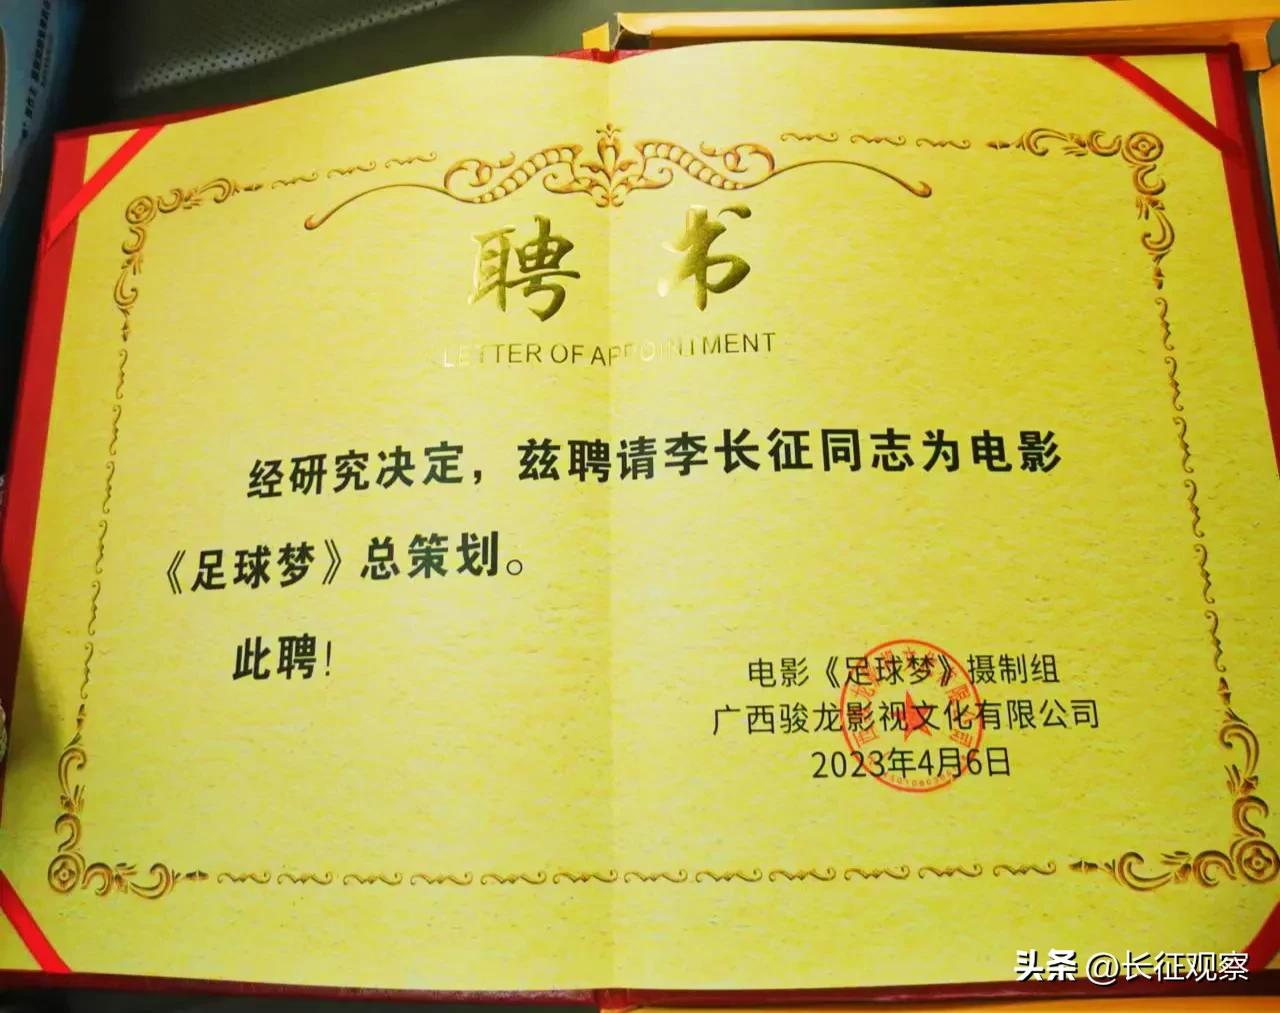 聘书
LETTER OF APPOINTMENT
经研究决定，兹聘请李长征同志为电影
《足球梦》总策划。
此聘！
电影《足球梦》摄制组
广西骏龙影视文化有限公司
2023年4月6日
头条 @长征观察